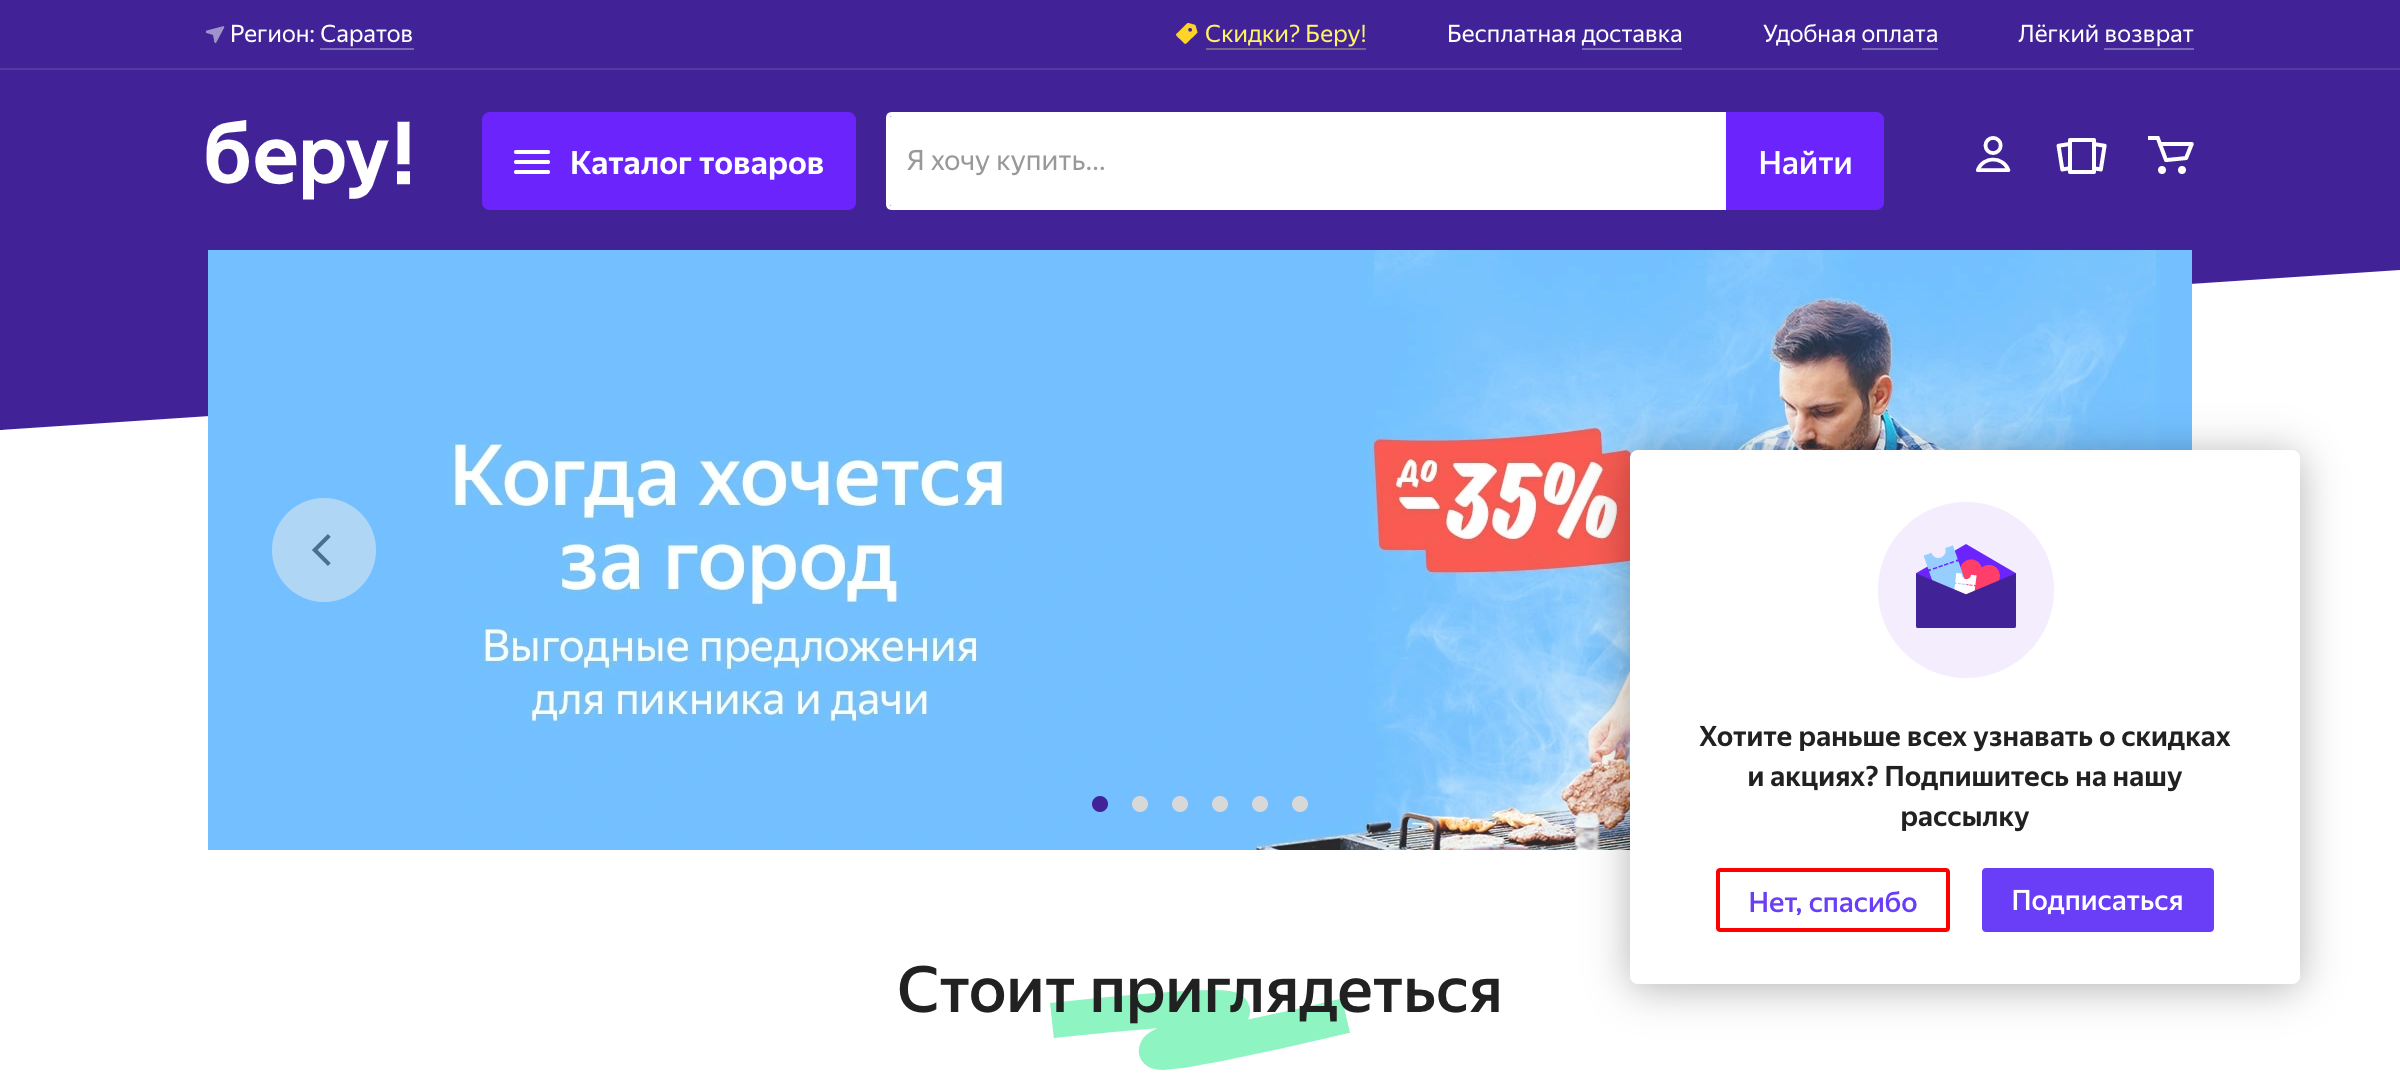 Регион: Саратов
Скидки? Беру!
Бесплатная доставка
Удобная оплата
Лёгкий возврат
беру!
Каталог товаров
Я хочу купить...
Найти
Когда хочется
за город
Выгодные предложения
для пикника и дачи
до
-35%
Хотите раньше всех узнавать о скидках
и акциях? Подпишитесь на нашу
рассылку
Нет, спасибо
Подписаться
Стоит приглядеться